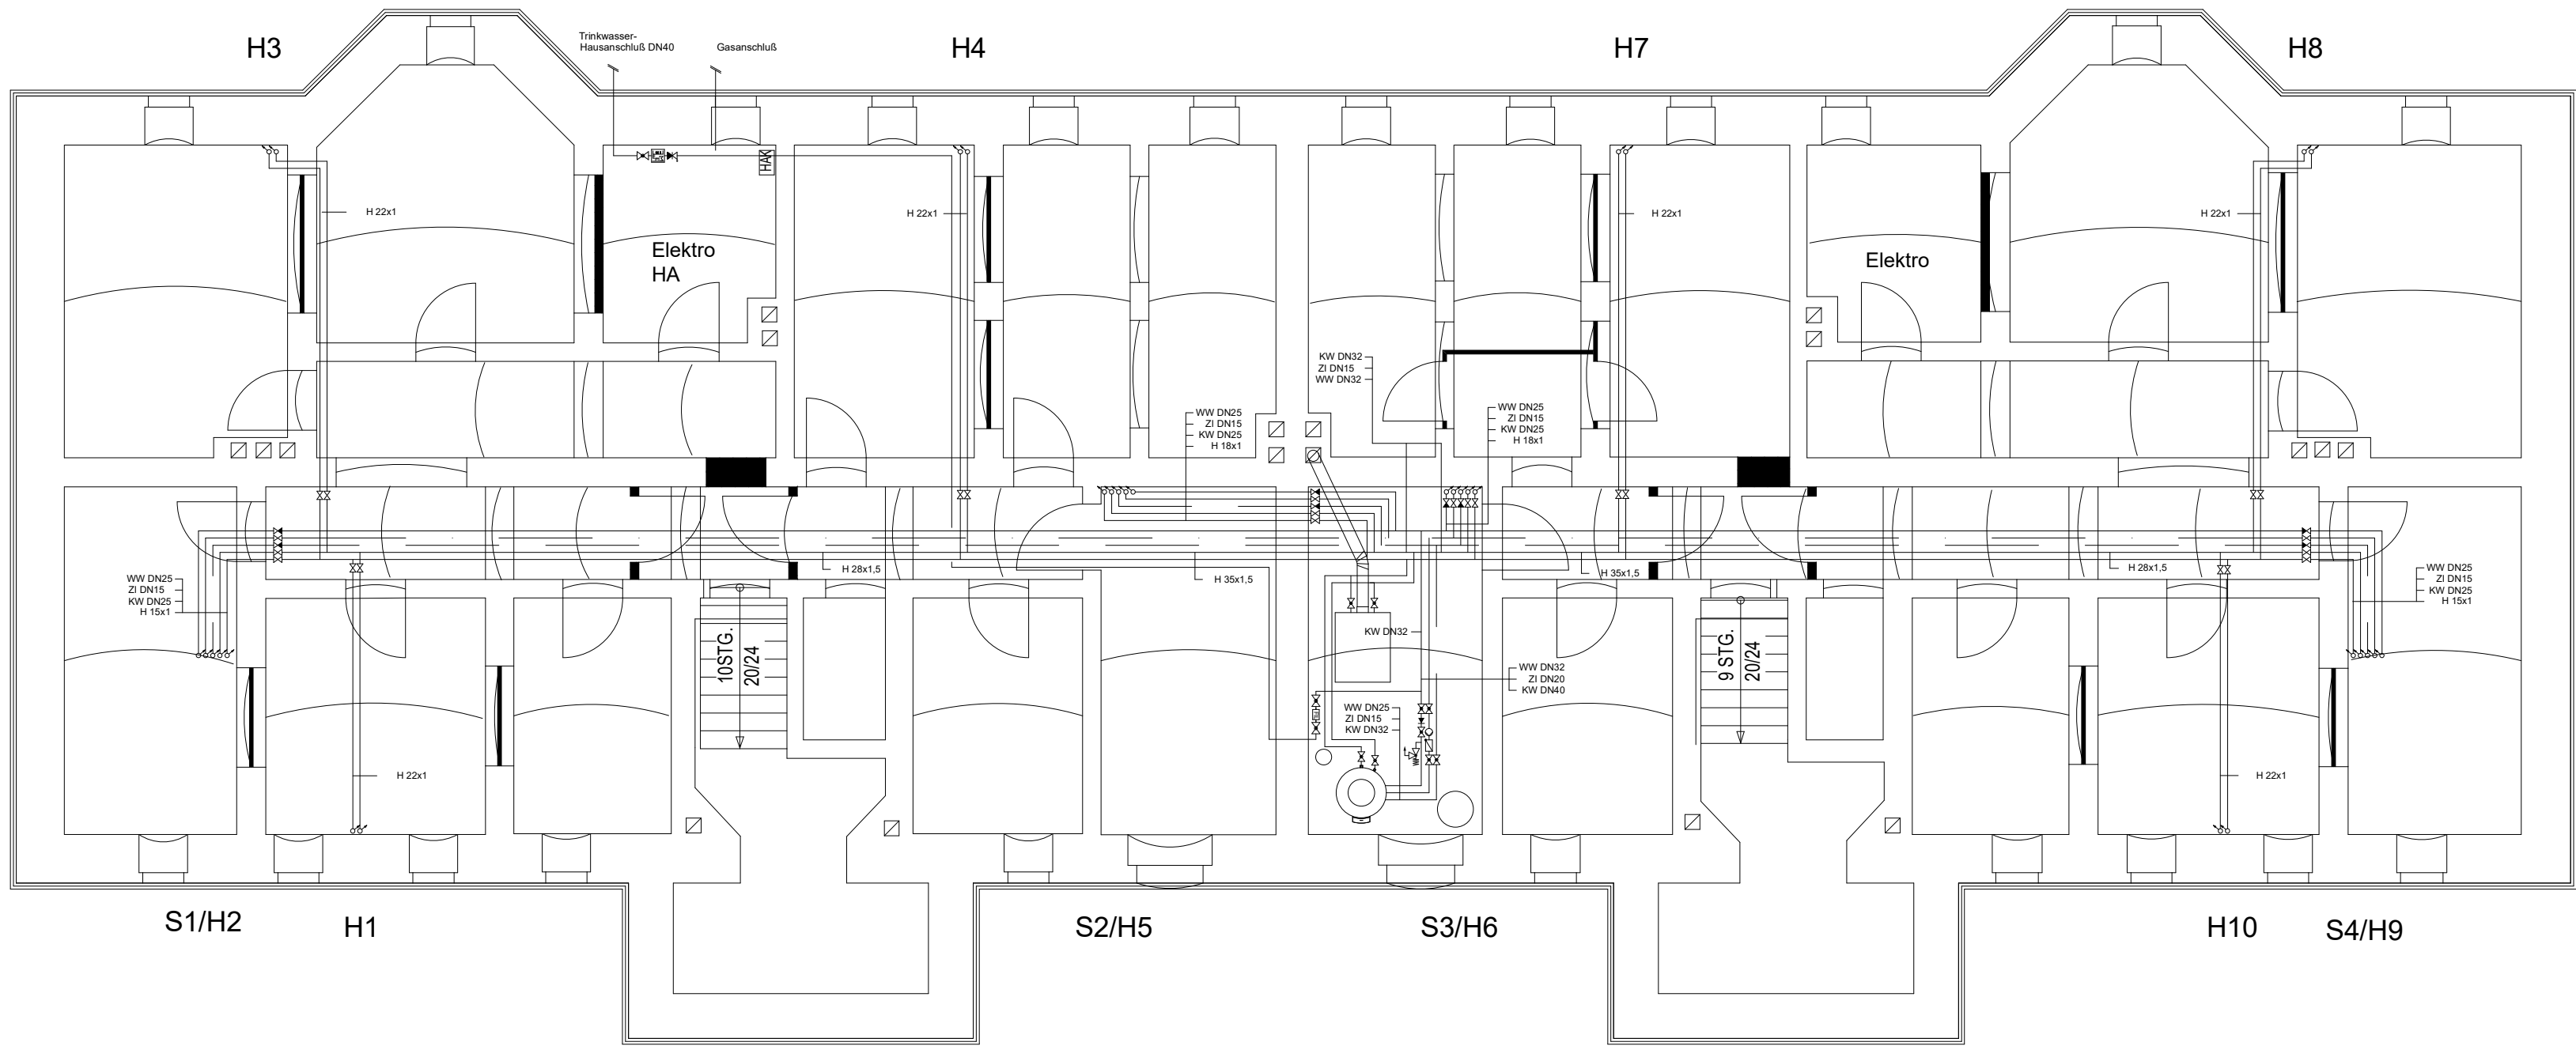 H3
Trinkwasser-
Hausanschluß DN40
Gasanschluß
H4
H7
H8
HAK
H 22x1
H 22x1
H 22x1
H 22x1
Elektro
HA
Elektro
KW DN32
ZI DN15
WW DN32
WW DN25
ZI DN15
KW DN25
H 18x1
WW DN25
ZI DN15
KW DN25
H 18x1
WW DN25
ZI DN15
KW DN25
H 15x1
H 28x1,5
H 35x1,5
H 35x1,5
H 28x1,5
WW DN25
ZI DN15
KW DN25
H 15x1
10STG.
20/24
KW DN32
9 STG.
20/24
WW DN32
ZI DN20
KW DN40
WW DN25
ZI DN15
KW DN32
H 22x1
H 22x1
S1/H2
H1
S2/H5
S3/H6
H10
S4/H9